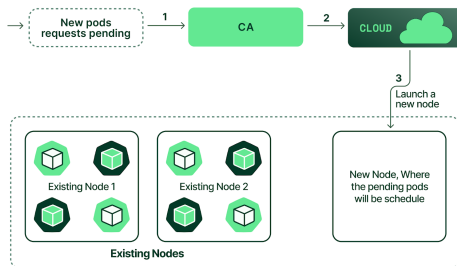 New pods
requests pending
1
CA
2
CLOUD
3
Launch a
new node
Existing Node 1
Existing Node 2
New Node, Where
the pending pods
will be schedule
Existing Nodes